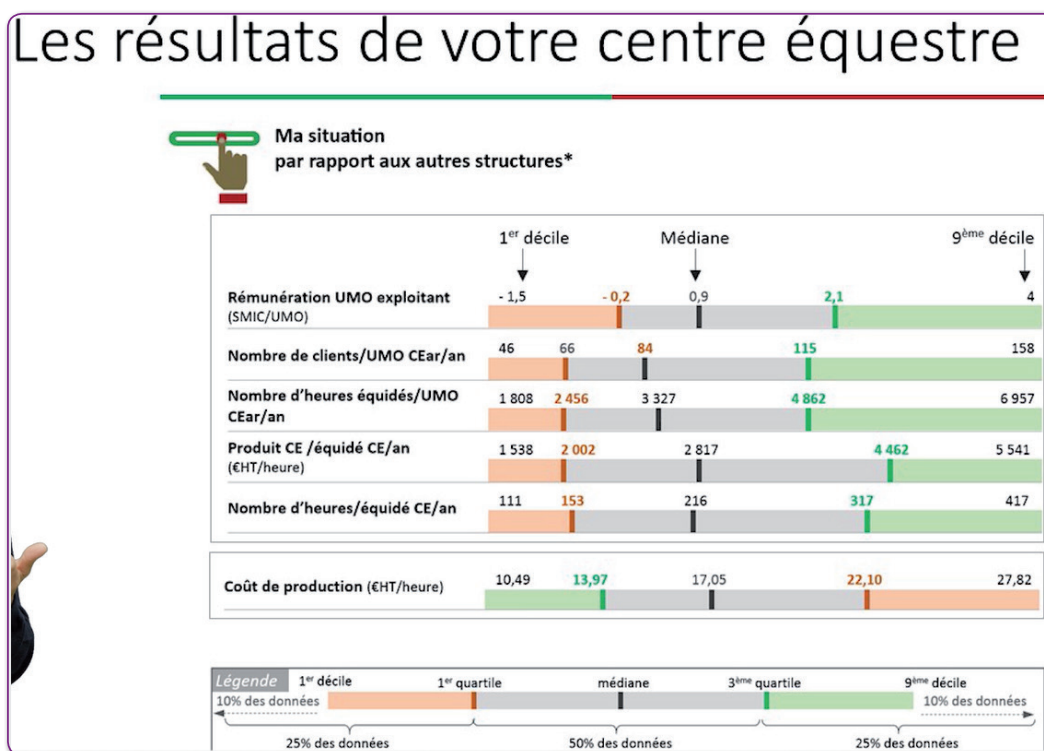 Les résultats de votre centre équestre
Ma situation
par rapport aux autres structures*
1er décile Médiane 9ème décile
Rémunération UMO exploitant - 1,5 - 0,2 0,9 2,1 4
(SMIC/UMO)
Nombre de clients/UMO CEar/an 46 66 84 115 158
Nombre d'heures équidés/UMO 1 808 2 456 3 327 4 862 6 957
CEar/an
Produit CE /équidé CE/an 1 538 2 002 2 817 4 462 5 541
(€HT/heure)
Nombre d'heures/équidé CE/an 111 153 216 317 417
Coût de production (€HT/heure) 10,49 13,97 17,05 22,10 27,82
Légende 1er décile 1er quartile médiane 3ème quartile 9ème décile
10% des données 10% des données
25% des données 50% des données 25% des données